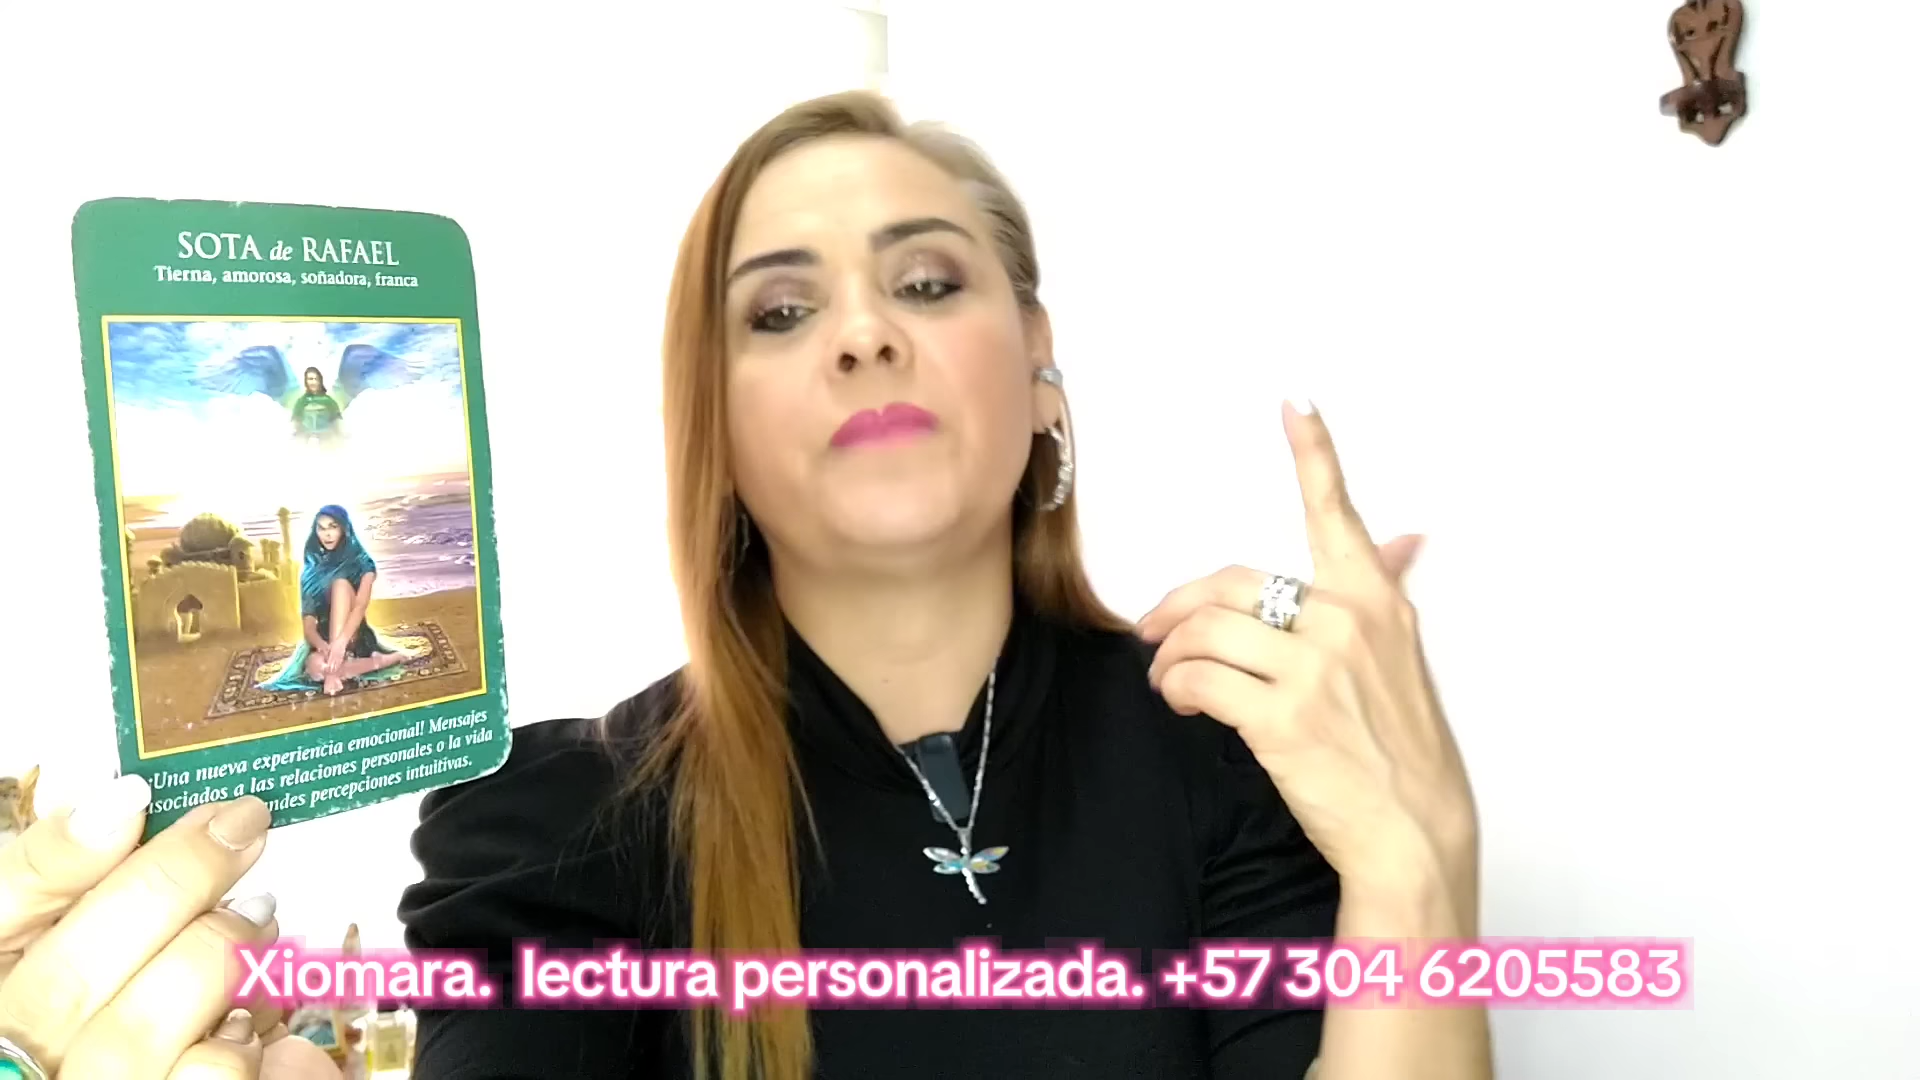 SOTA de RAFAEL
Tierna, amorosa, soñadora, franca
¡Una nueva experiencia emocional! Mensajes
asociados a las relaciones personales o la vida
percepciones intuitivas.
Xiomara. lectura personalizada. +57 304 6205583